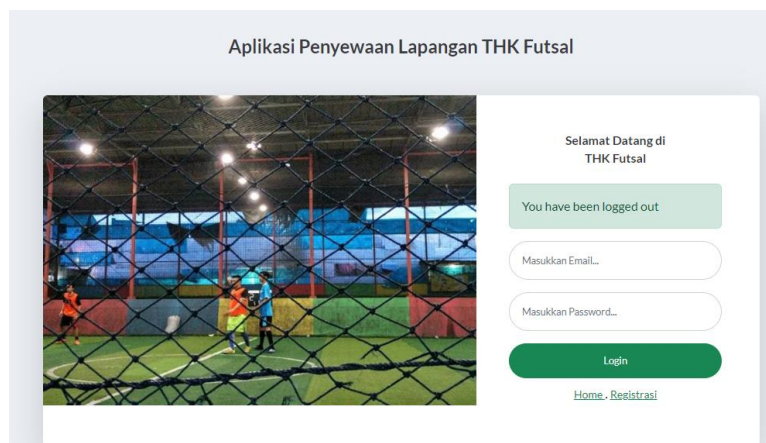 Aplikasi Penyewaan Lapangan THK Futsal
Selamat Datang di
THK Futsal
You have been logged out
Masukkan Email...
Masukkan Password...
Login
Home . Registrasi